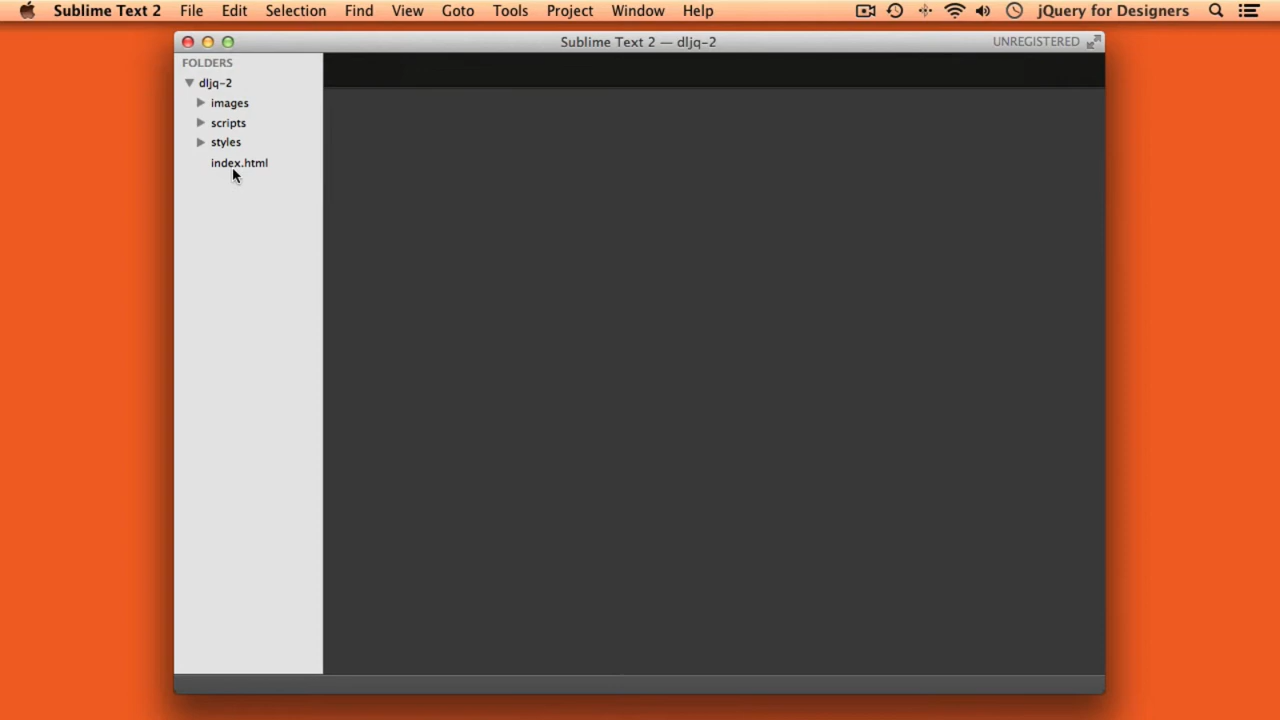 Sublime Text 2 File Edit Selection Find View Goto Tools Project Window Help jQuery for Designers
Sublime Text 2 — dljq-2 UNREGISTERED
FOLDERS
dljq-2
images
scripts
styles
index.html